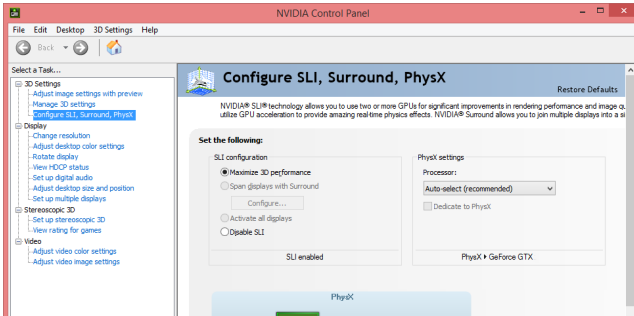 NVIDIA Control Panel
File Edit Desktop 3D Settings Help
Back
Select a Task...
3D Settings
Adjust image settings with preview
Manage 3D settings
Configure SLI, Surround, PhysX
Display
Change resolution
Adjust desktop color settings
Rotate display
View HDCP status
Set up digital audio
Adjust desktop size and position
Set up multiple displays
Stereoscopic 3D
Set up stereoscopic 3D
View rating for games
Video
Adjust video color settings
Adjust video image settings
Configure SLI, Surround, PhysX
Restore Defaults
NVIDIA® SLI® technology allows you to use two or more GPUs for significant improvements in rendering performance and image qu
utilize GPU acceleration to provide amazing real-time physics effects. NVIDIA® Surround allows you to join multiple displays into a si
Set the following:
SLI configuration
Maximize 3D performance
Span displays with Surround
Configure...
Activate all displays
Disable SLI
SLI enabled
PhysX settings
Processor:
Auto-select (recommended)
Dedicate to PhysX
PhysX ▸ GeForce GTX
PhysX